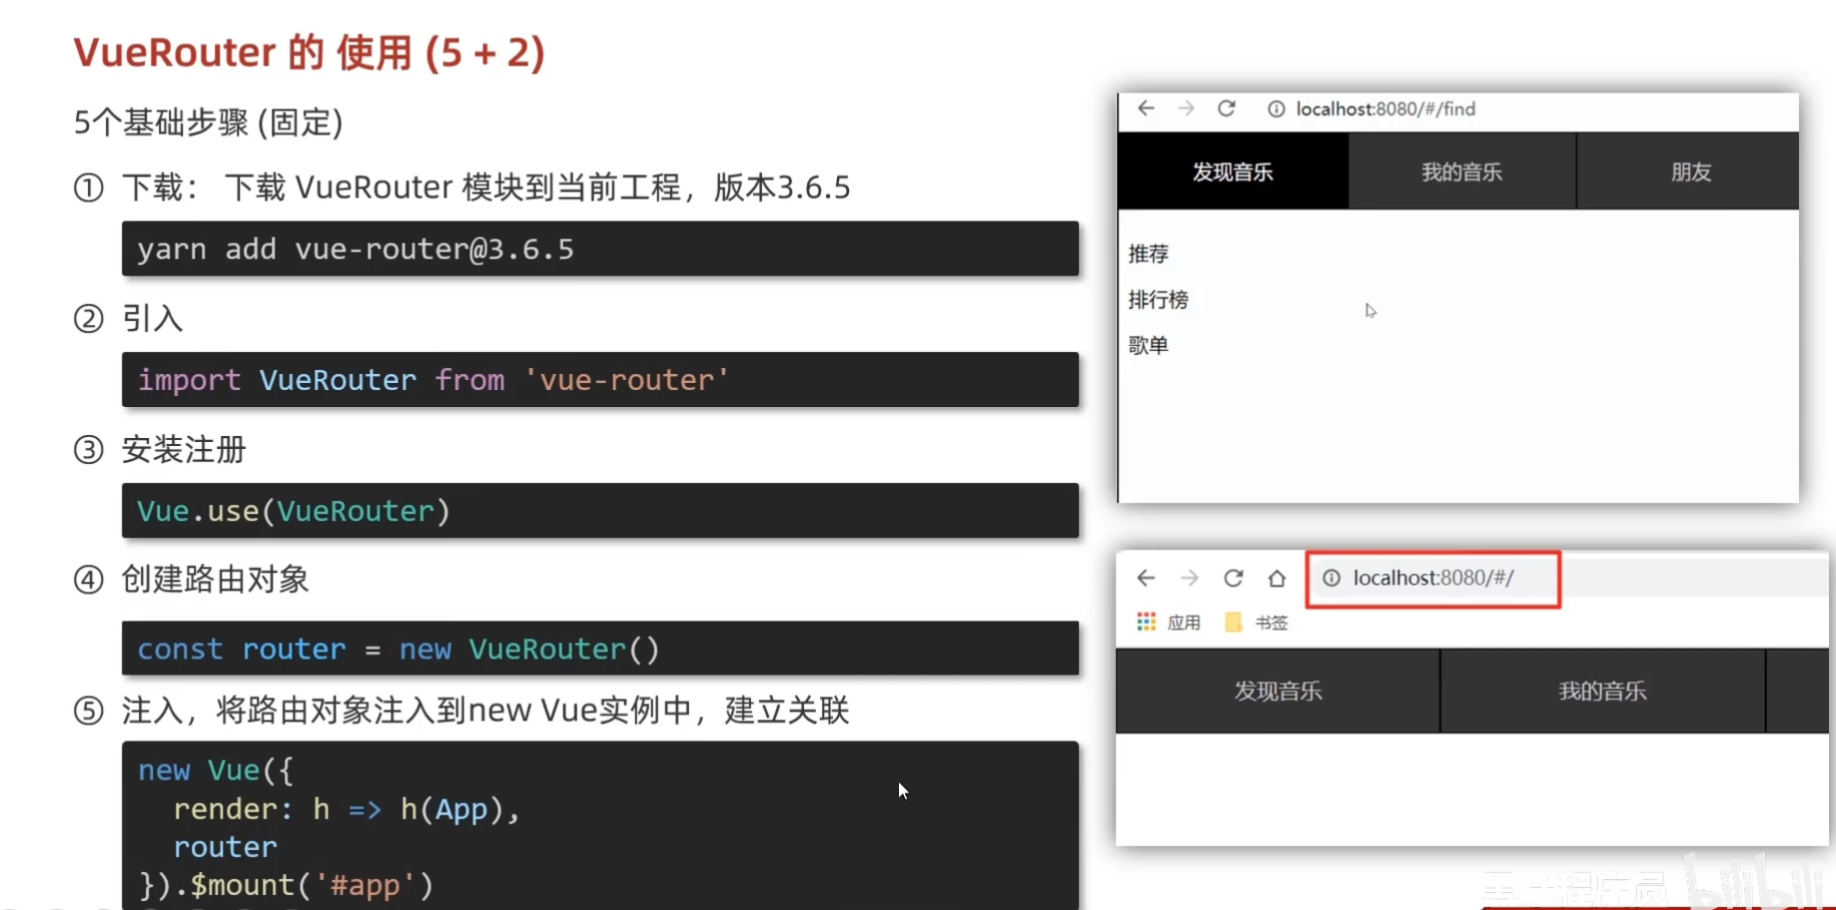 VueRouter 的 使用 (5 + 2)
5个基础步骤 (固定)
① 下载： 下载 VueRouter 模块到当前工程，版本3.6.5
yarn add vue-router@3.6.5
② 引入
import VueRouter from 'vue-router'
③ 安装注册
Vue.use(VueRouter)
④ 创建路由对象
const router = new VueRouter()
⑤ 注入，将路由对象注入到new Vue实例中，建立关联
new Vue({
render: h => h(App),
router
}).$mount('#app')
localhost:8080/#/find
发现音乐 我的音乐 朋友
推荐
排行榜
歌单
localhost:8080/#/
应用 书签
发现音乐 我的音乐
bilibili